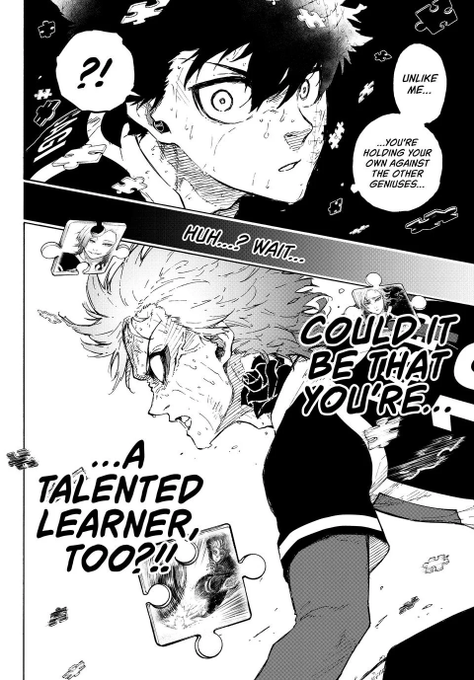 UNLIKE
ME...
?!
...YOU'RE
HOLDING YOUR
OWN AGAINST
THE OTHER
GENIUSES...
HUH...? WAIT...
COULD IT
BE THAT
YOU'RE...
...A
TALENTED
LEARNER,
TOO?!!